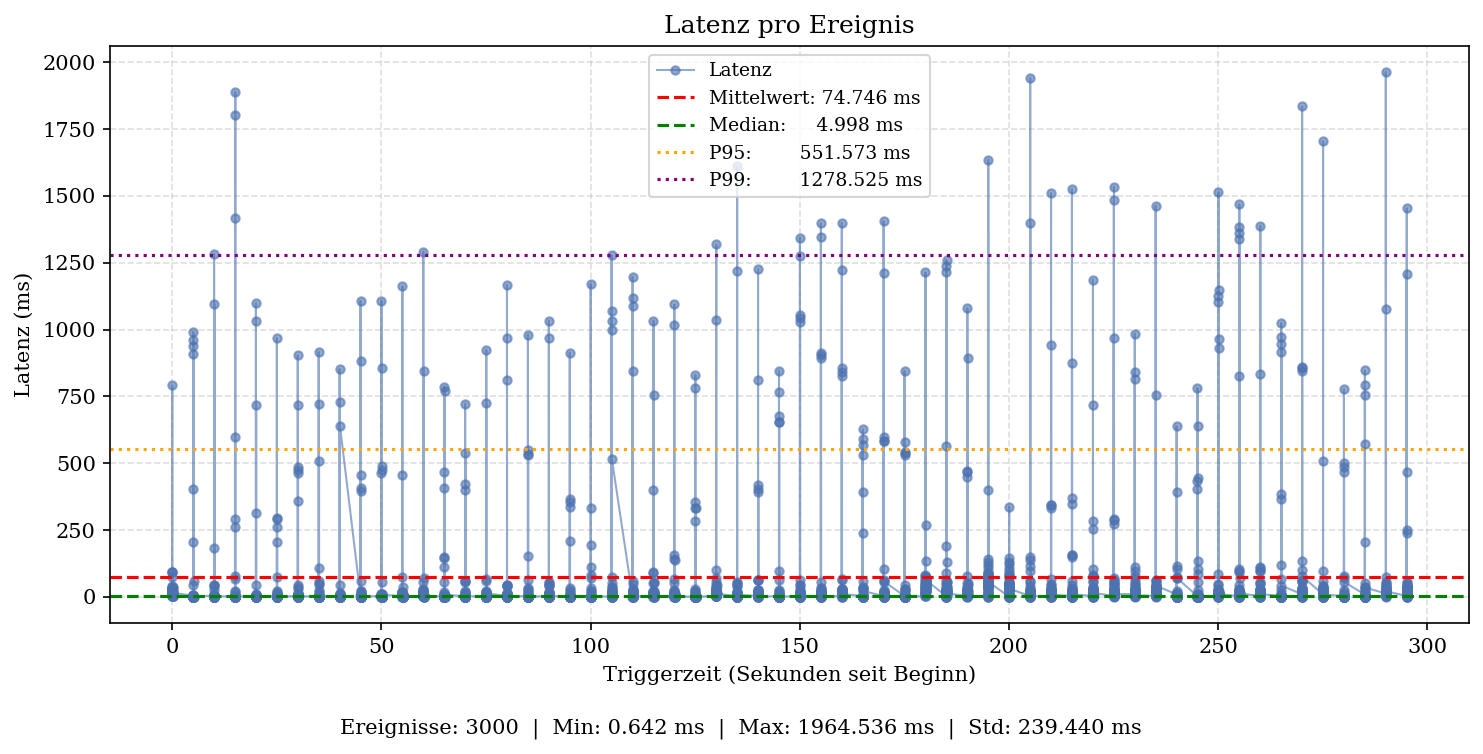 Latenz pro Ereignis
2000
1750
1500
1250
1000
750
500
250
0
Latenz (ms)
Latenz
Mittelwert: 74.746 ms
Median: 4.998 ms
P95: 551.573 ms
P99: 1278.525 ms
0 50 100 150 200 250 300
Triggerzeit (Sekunden seit Beginn)
Ereignisse: 3000 | Min: 0.642 ms | Max: 1964.536 ms | Std: 239.440 ms